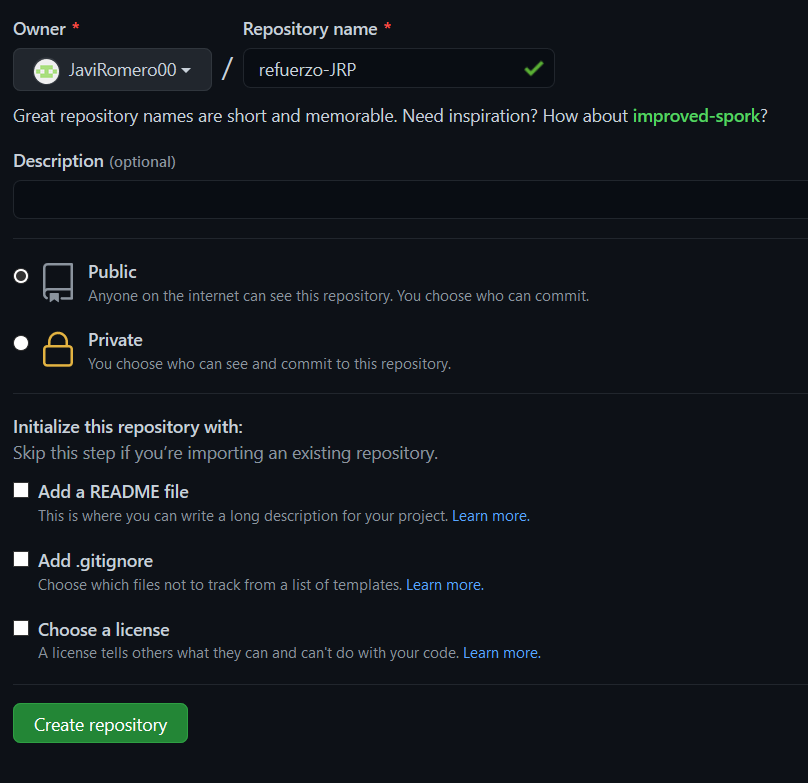 Owner * Repository name *
JaviRomero00 / refuerzo-JRP
Great repository names are short and memorable. Need inspiration? How about improved-spork?
Description (optional)
Public
Anyone on the internet can see this repository. You choose who can commit.
Private
You choose who can see and commit to this repository.
Initialize this repository with:
Skip this step if you’re importing an existing repository.
Add a README file
This is where you can write a long description for your project. Learn more.
Add .gitignore
Choose which files not to track from a list of templates. Learn more.
Choose a license
A license tells others what they can and can't do with your code. Learn more.
Create repository